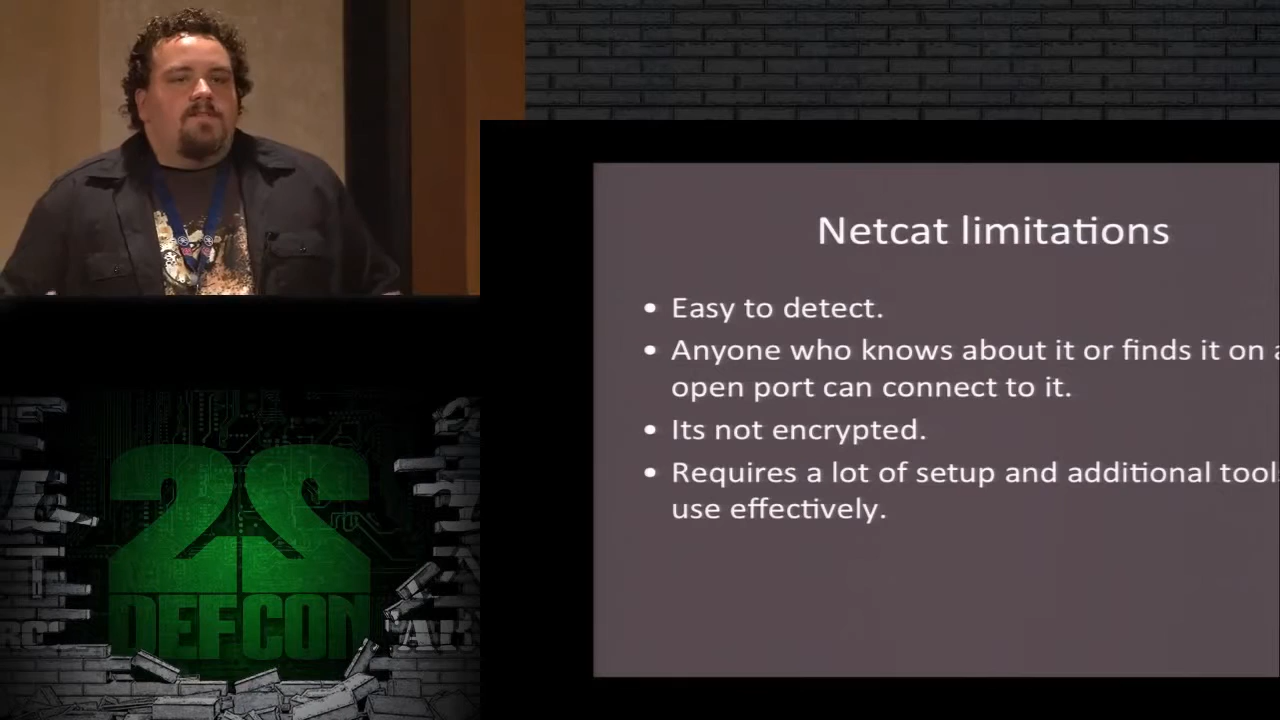 Netcat limitations
• Easy to detect.
• Anyone who knows about it or finds it on
open port can connect to it.
• Its not encrypted.
• Requires a lot of setup and additional
use effectively.
22
DEFCON